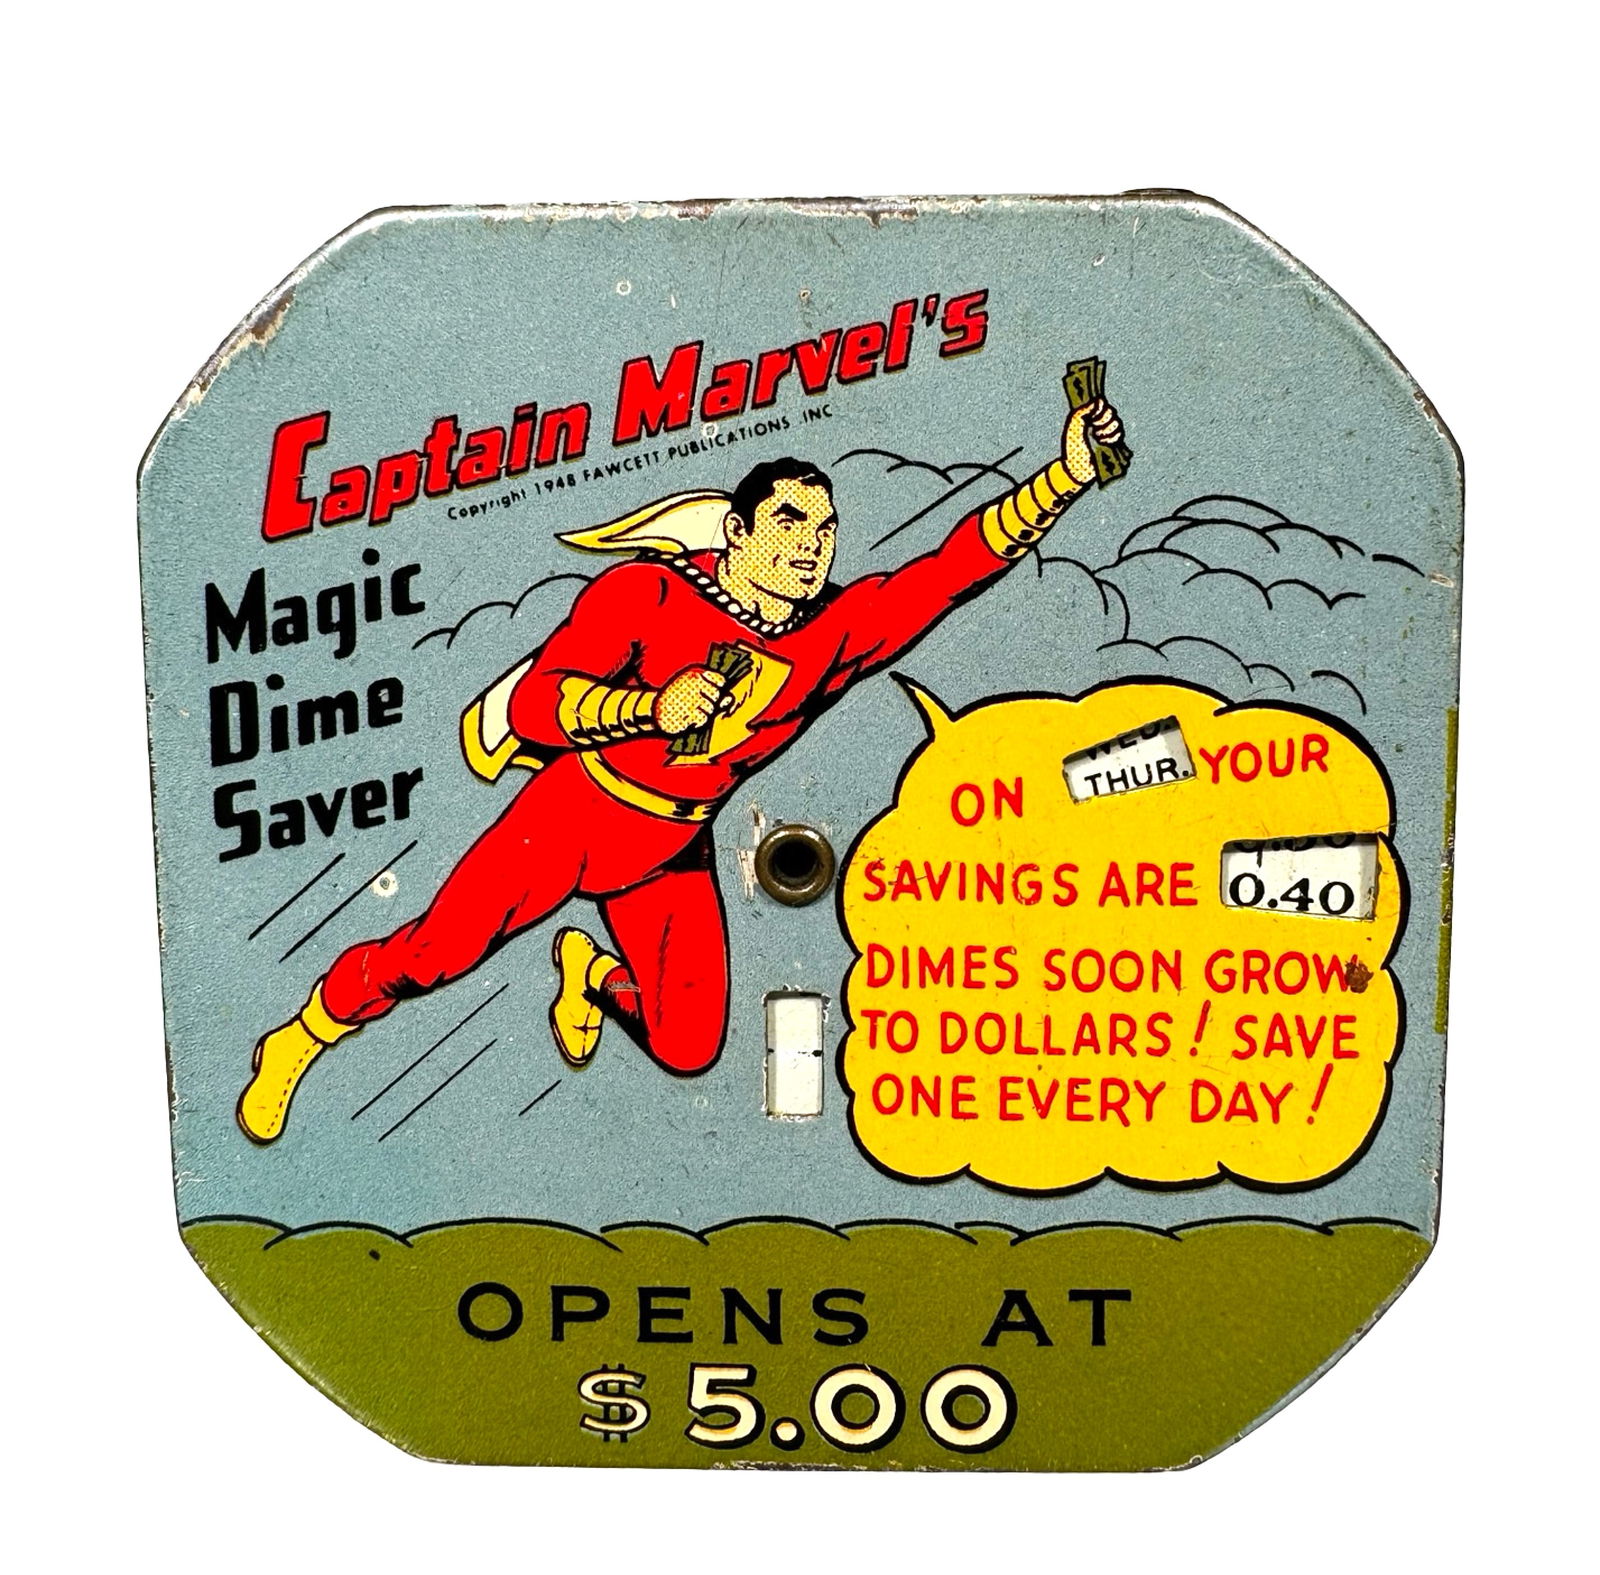 Captain Marvel's
Copyright 1948 FAWCETT PUBLICATIONS INC
Magic
Dime
Saver
WED.
ON THUR. YOUR
SAVINGS ARE 0.40
DIMES SOON GROW
TO DOLLARS! SAVE
ONE EVERY DAY!
OPENS AT
$5.00